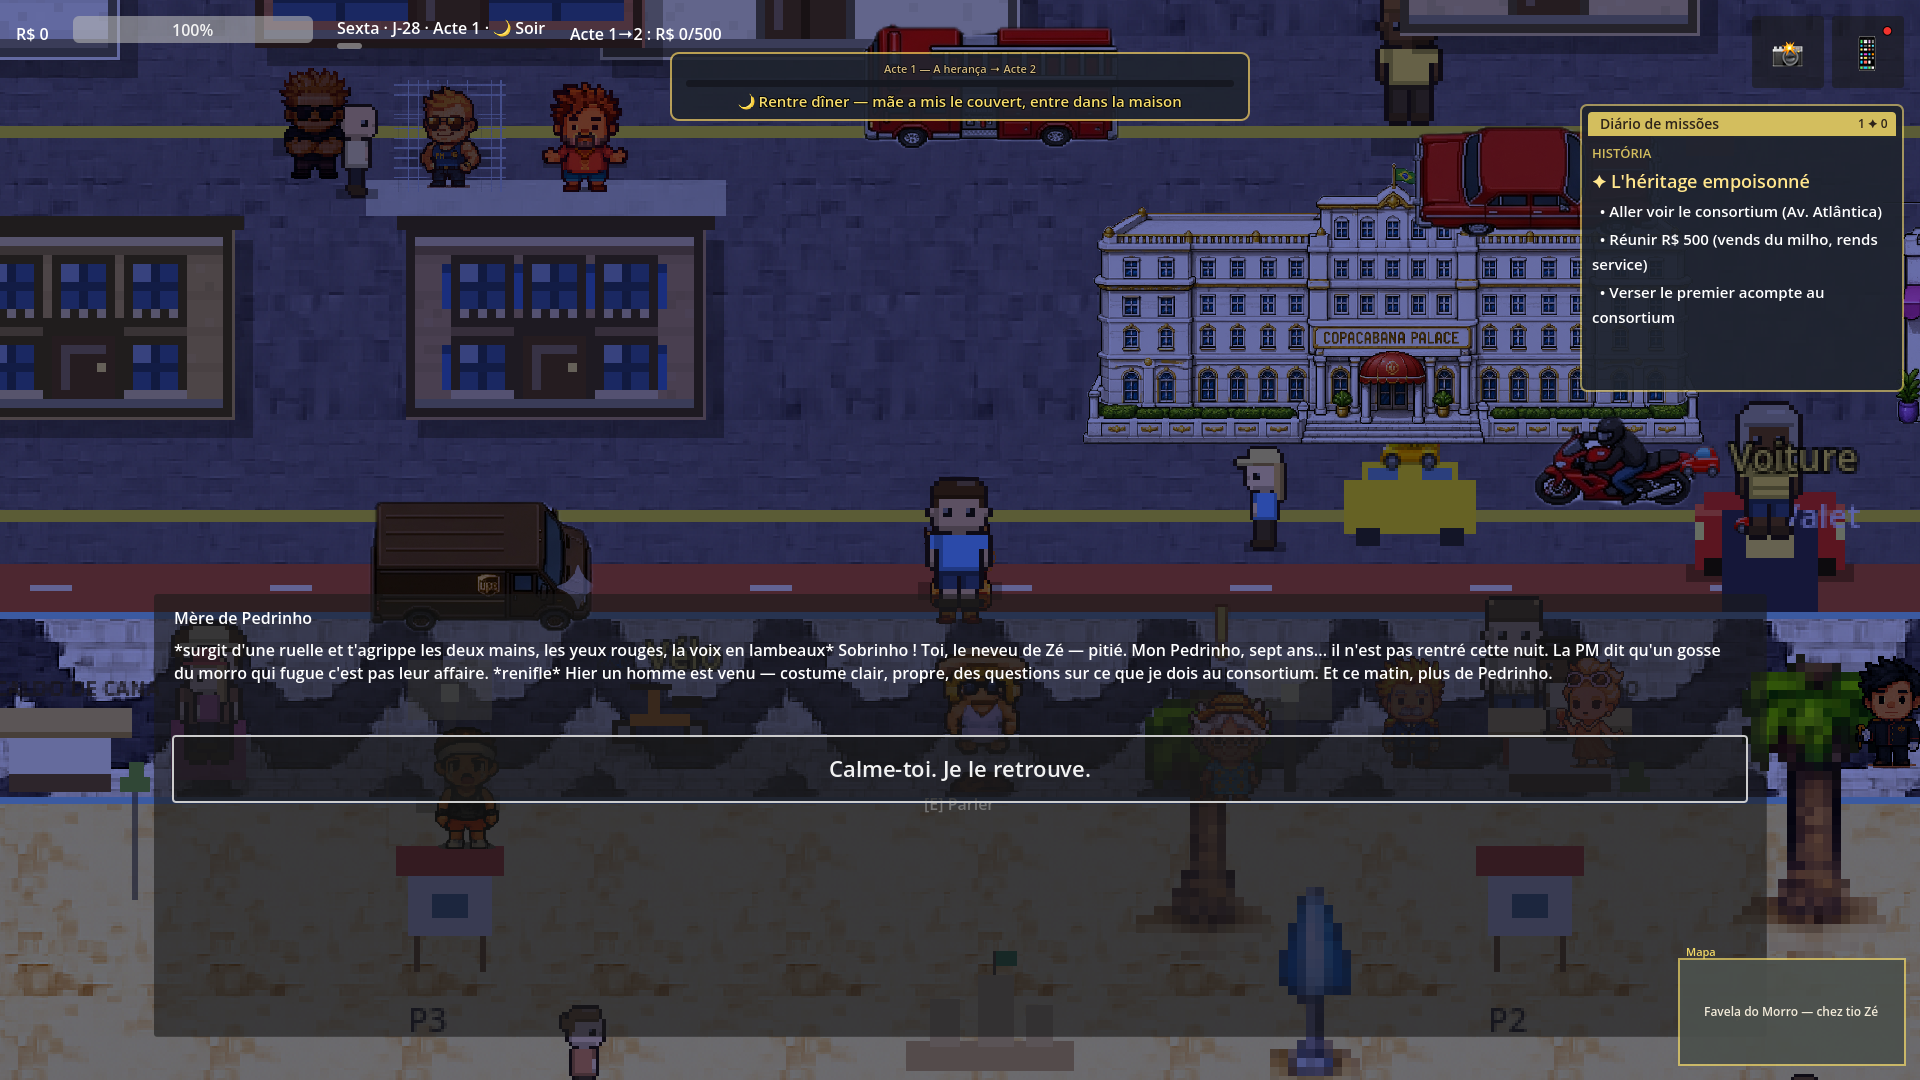 R$ 0
100%
Sexta · J-28 · Acte 1 · 🌙 Soir
Acte 1→2 : R$ 0/500
Acte 1 — A herança → Acte 2
🌙 Rentre dîner — mãe a mis le couvert, entre dans la maison
Diário de missões
1 ✦ 0
HISTÓRIA
✦ L'héritage empoisonné
• Aller voir le consortium (Av. Atlântica)
• Réunir R$ 500 (vends du milho, rends
service)
• Verser le premier acompte au
consortium
COPACABANA PALACE
Voiture
ups
Mère de Pedrinho
*surgit d'une ruelle et t'agrippe les deux mains, les yeux rouges, la voix en lambeaux* Sobrinho ! Toi, le neveu de Zé — pitié. Mon Pedrinho, sept ans... il n'est pas rentré cette nuit. La PM dit qu'un gosse
du morro qui fugue c'est pas leur affaire. *renifle* Hier un homme est venu — costume clair, propre, des questions sur ce que je dois au consortium. Et ce matin, plus de Pedrinho.
Calme-toi. Je le retrouve.
[E] Parler
Mapa
Favela do Morro — chez tio Zé
P3
P2